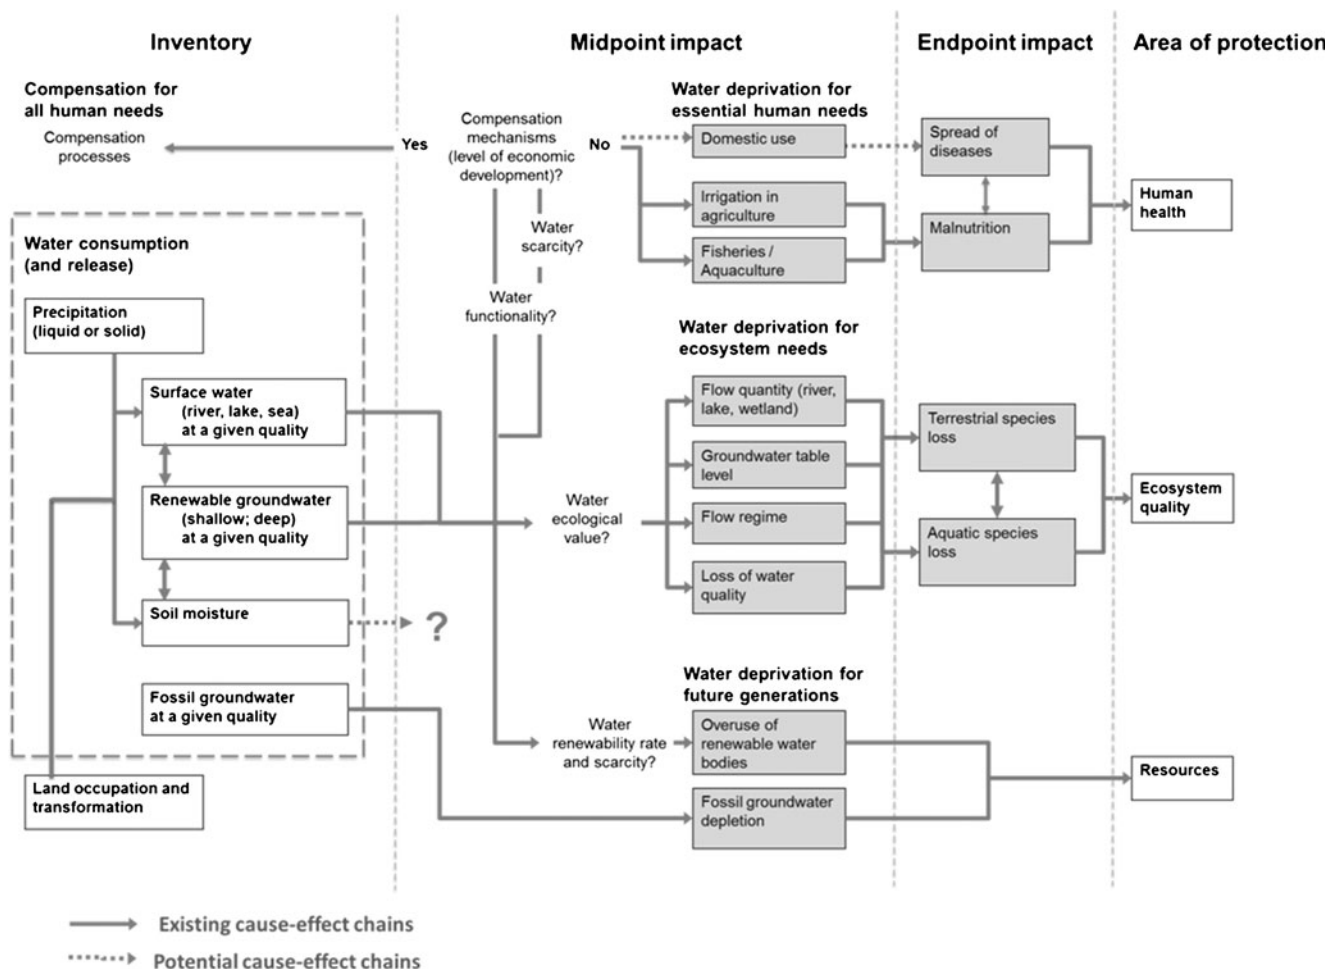 Inventory
Midpoint impact
Endpoint impact
Area of protection
Compensation for
all human needs
Compensation
processes
Yes
Compensation
mechanisms
(level of economic
development)?
No
Water
scarcity?
Water
functionality?
Water deprivation for
essential human needs
Domestic use
Irrigation in
agriculture
Fisheries /
Aquaculture
Spread of
diseases
Malnutrition
Human
health
Water consumption
(and release)
Precipitation
(liquid or solid)
Surface water
(river, lake, sea)
at a given quality
Renewable groundwater
(shallow; deep)
at a given quality
Soil moisture
?
Fossil groundwater
at a given quality
Land occupation and
transformation
Water
ecological
value?
Water deprivation for
ecosystem needs
Flow quantity (river,
lake, wetland)
Groundwater table
level
Flow regime
Loss of water
quality
Terrestrial species
loss
Aquatic species
loss
Ecosystem
quality
Water
renewability rate
and scarcity?
Water deprivation for
future generations
Overuse of
renewable water
bodies
Fossil groundwater
depletion
Resources
Existing cause-effect chains
Potential cause-effect chains